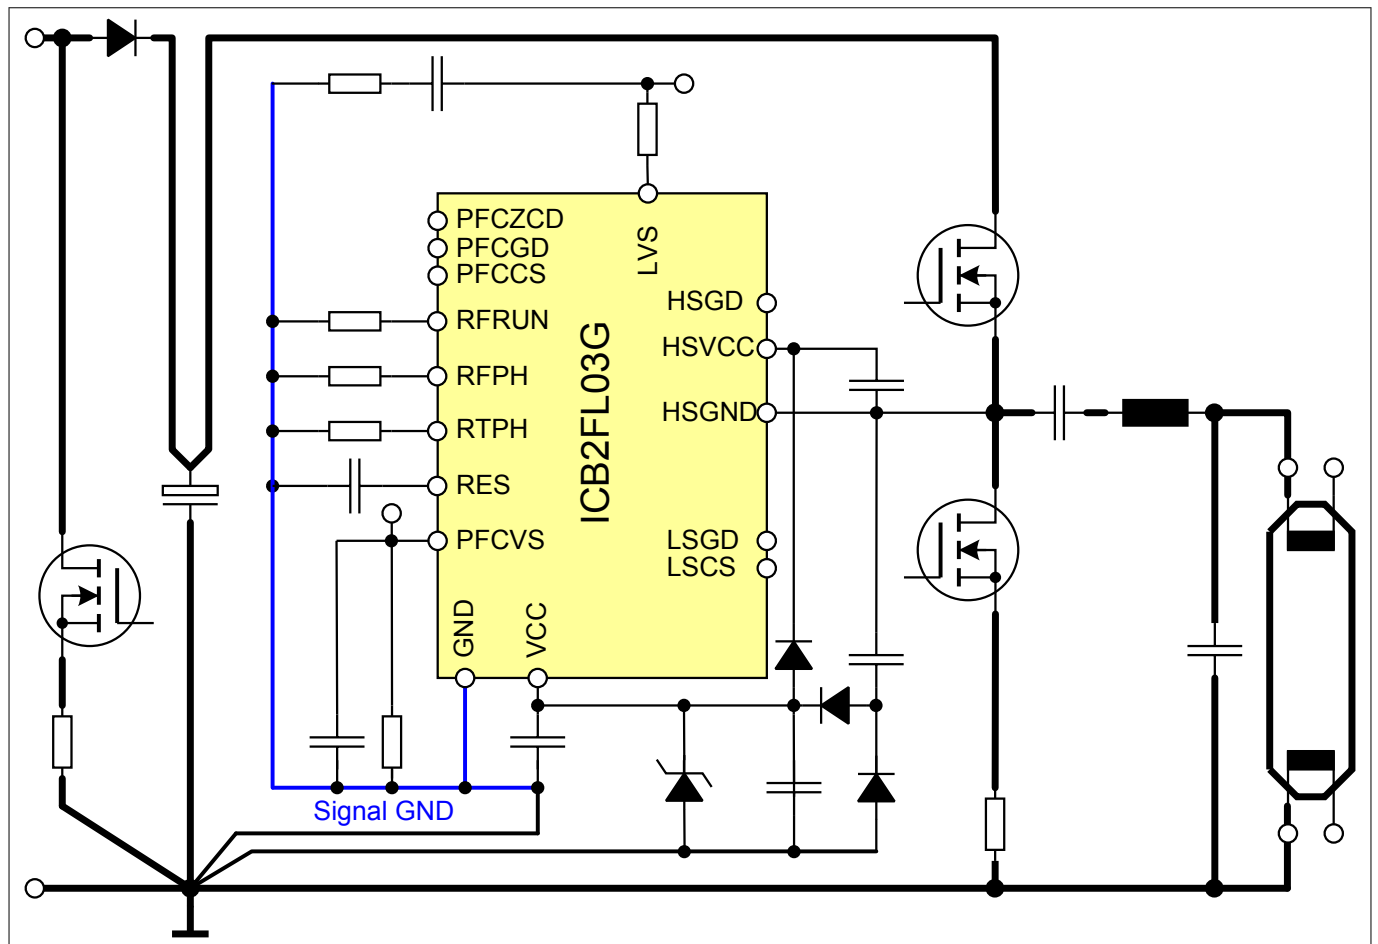 PFCZCD
PFCGD
PFCCS
LVS
HSGD
RFRUN
HSVCC
RFPH
HSGND
RTPH
ICB2FL03G
RES
PFCVS
LSGD
LSCS
GND
VCC
Signal GND